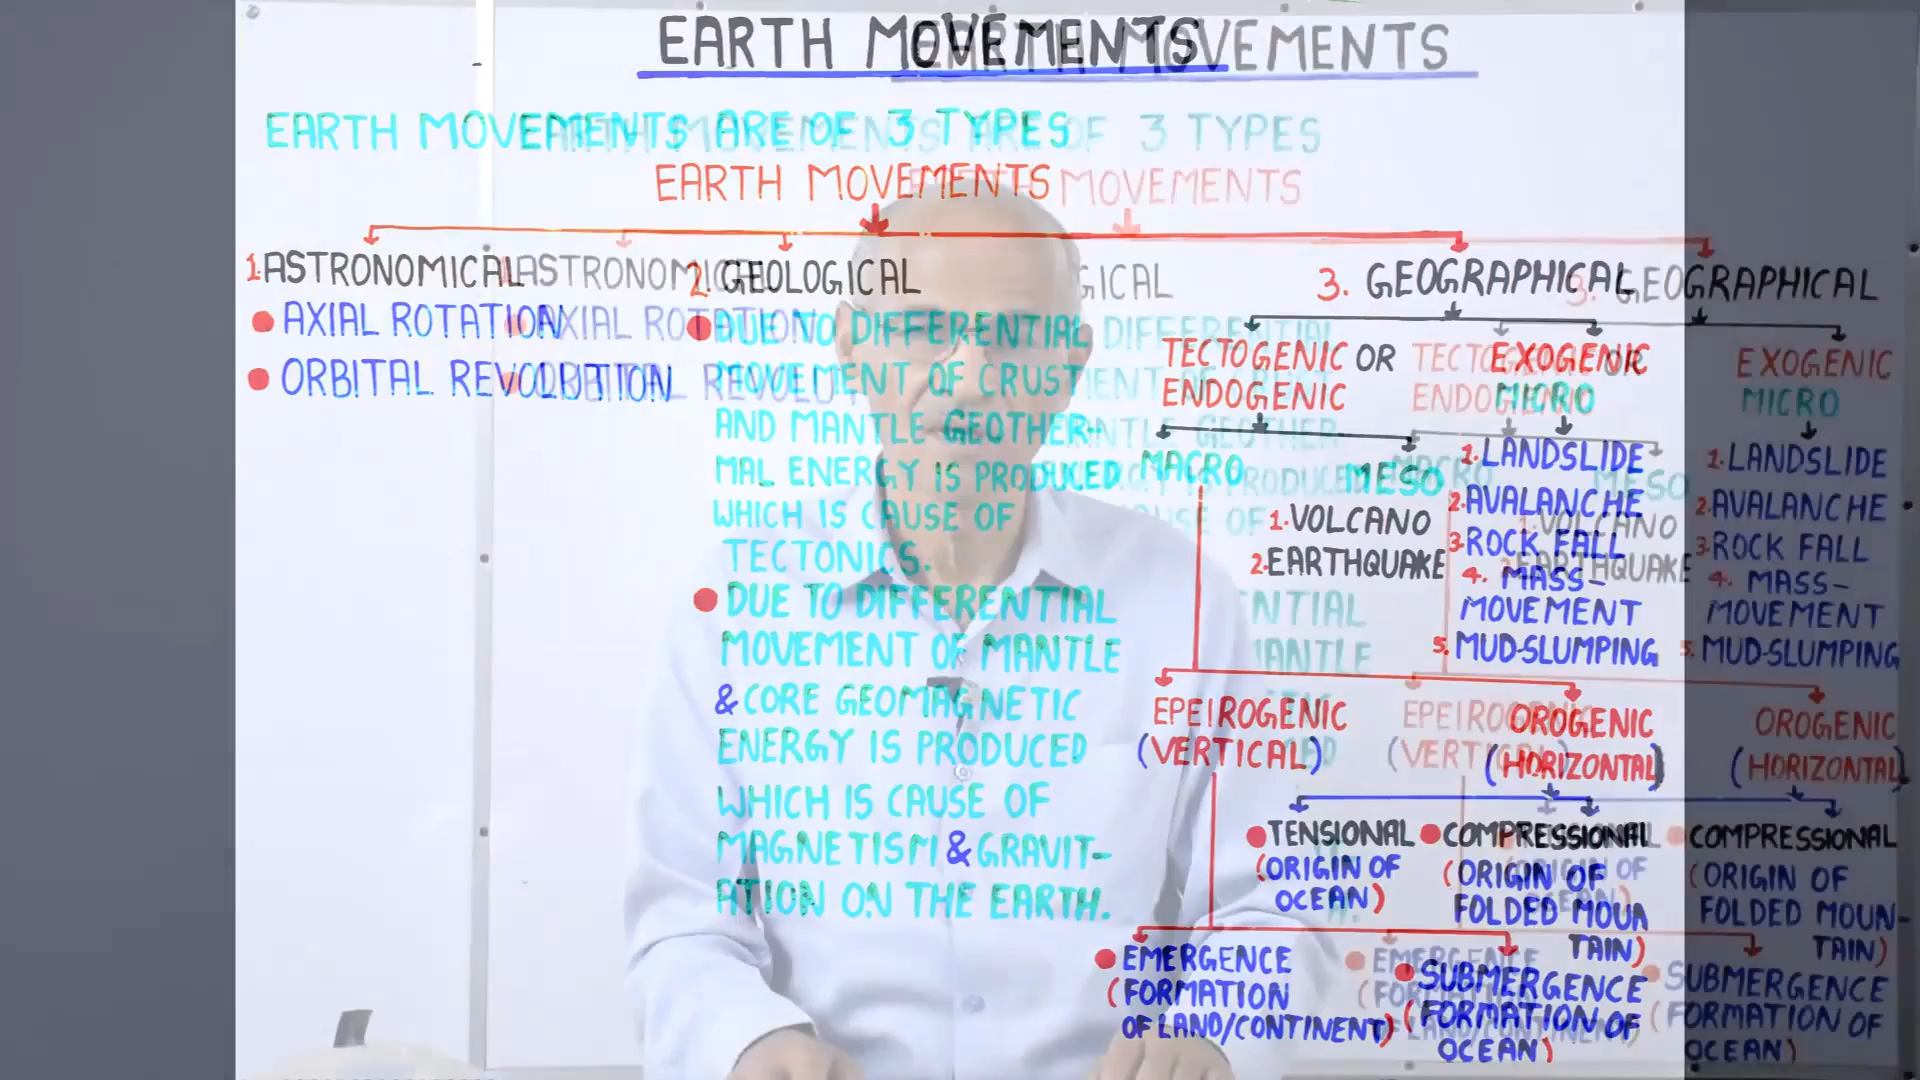 EARTH MOVEMENTS
EARTH MOVEMENTS ARE OF 3 TYPES
EARTH MOVEMENTS
1. ASTRONOMICAL
● AXIAL ROTATION
● ORBITAL REVOLUTION
2. GEOLOGICAL
● DUE TO DIFFERENTIAL
MOVEMENT OF CRUST
AND MANTLE GEOTHER-
MAL ENERGY IS PRODUCED
WHICH IS CAUSE OF
TECTONICS.
● DUE TO DIFFERENTIAL
MOVEMENT OF MANTLE
& CORE GEOMAGNETIC
ENERGY IS PRODUCED
WHICH IS CAUSE OF
MAGNETISM & GRAVIT-
ATION ON THE EARTH.
3. GEOGRAPHICAL
TECTOGENIC OR
ENDOGENIC
MACRO
MESO
1. VOLCANO
2. EARTHQUAKE
EXOGENIC
MICRO
1. LANDSLIDE
2. AVALANCHE
3. ROCK FALL
4. MASS-
MOVEMENT
5. MUD-SLUMPING
EPEIROGENIC
(VERTICAL)
OROGENIC
(HORIZONTAL)
● TENSIONAL
(ORIGIN OF
OCEAN)
● COMPRESSIONAL
(ORIGIN OF
FOLDED MOUN-
TAIN)
● EMERGENCE
(FORMATION
OF LAND/CONTINENT)
● SUBMERGENCE
(FORMATION OF
OCEAN)